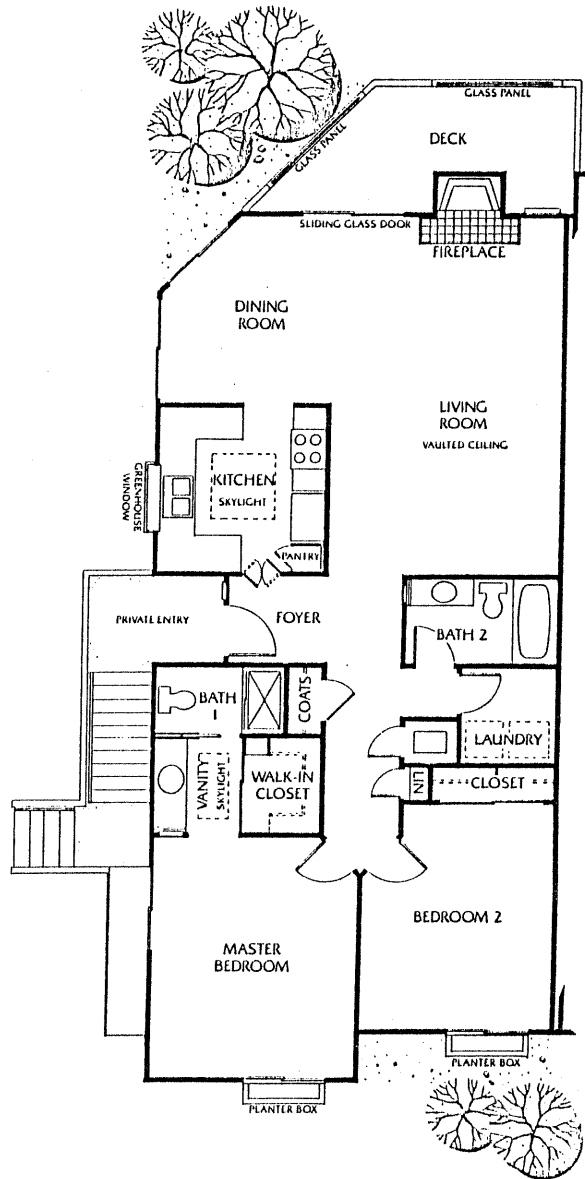 GLASS PANEL
DECK
GLASS PANEL
SLIDING GLASS DOOR
FIREPLACE
DINING
ROOM
LIVING
ROOM
VAULTED CEILING
GREENHOUSE
WINDOW
KITCHEN
SKYLIGHT
PANTRY
PRIVATE ENTRY
FOYER
BATH 2
BATH
1
COATS
VANITY
SKYLIGHT
WALK-IN
CLOSET
LAUNDRY
LIN
CLOSET
BEDROOM 2
MASTER
BEDROOM
PLANTER BOX
PLANTER BOX